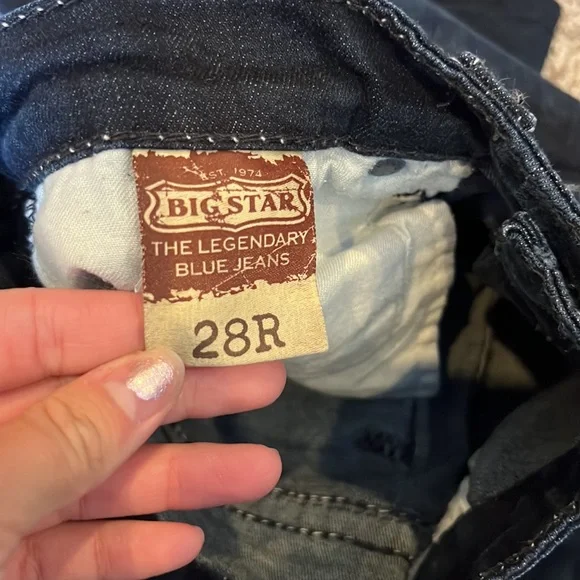 EST. 1974
BIG STAR
THE LEGENDARY
BLUE JEANS
28R